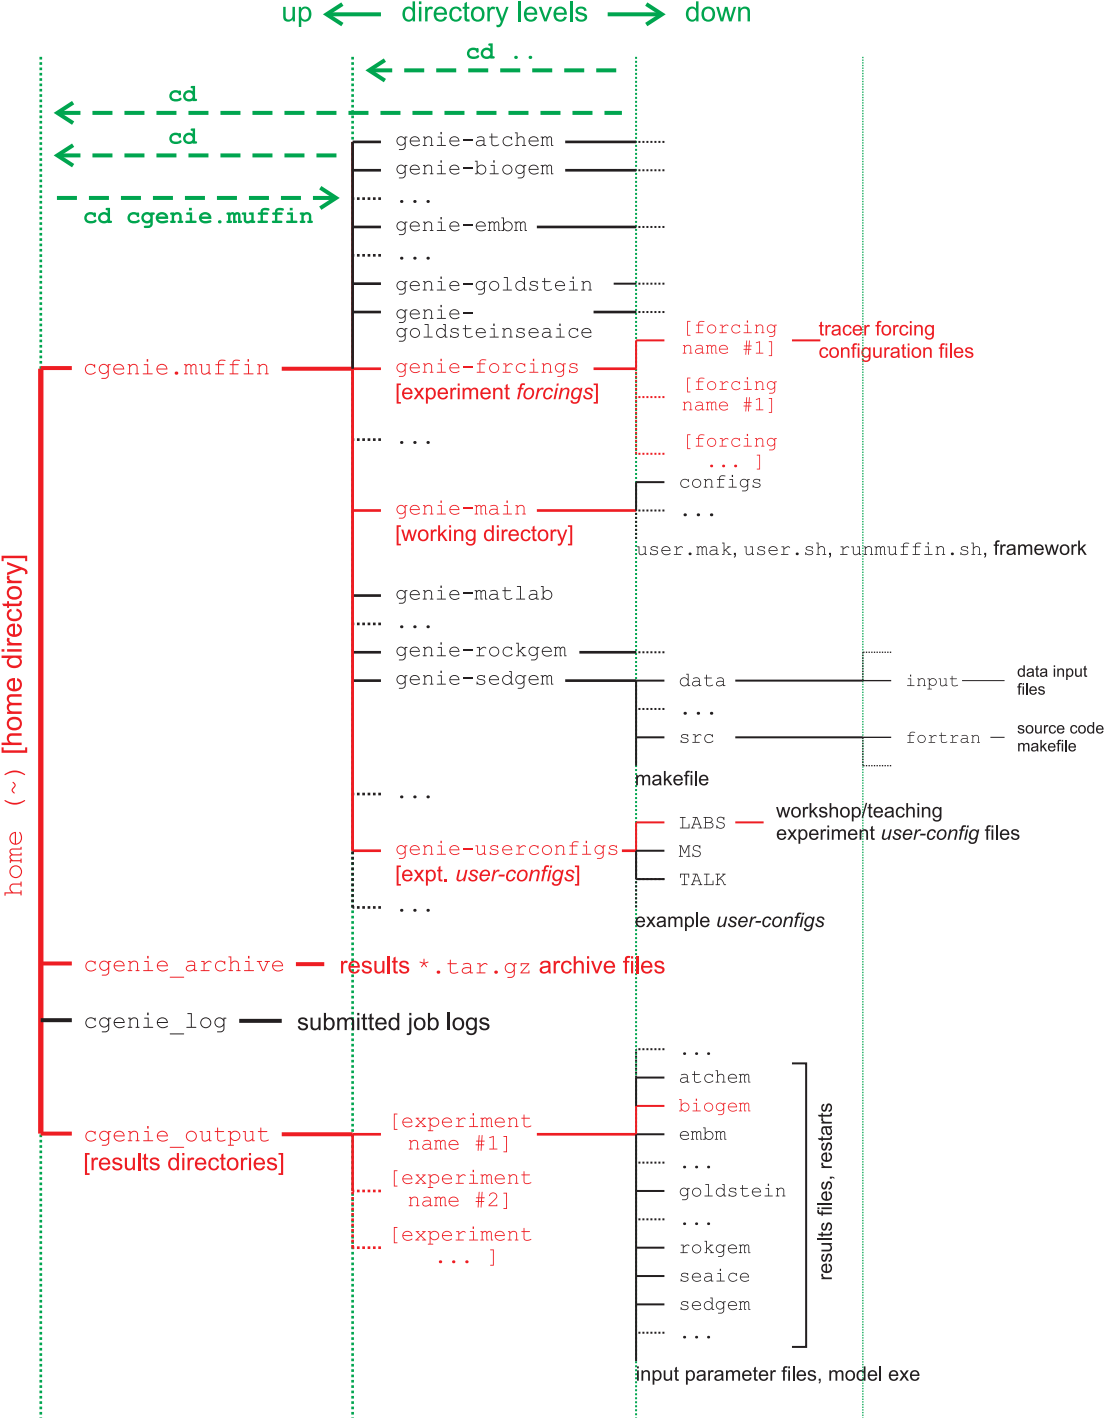 up directory levels down
cd ..
cd
cd
cd cgenie.muffin
genie-atchem
genie-biogem
...
genie-embm
...
genie-goldstein
genie-
goldsteinseaice
[forcing
name #1]
tracer forcing
configuration files
cgenie.muffin
genie-forcings
[experiment forcings]
[forcing
name #1]
...
[forcing
... ]
configs
genie-main
[working directory]
...
user.mak, user.sh, runmuffin.sh, framework
home (~) [home directory]
genie-matlab
...
genie-rockgem
genie-sedgem
data
input
data input
files
...
src
fortran
source code
makefile
makefile
...
LABS
workshop/teaching
experiment user-config files
genie-userconfigs
[expt. user-configs]
MS
TALK
...
example user-configs
cgenie_archive
results *.tar.gz archive files
cgenie_log
submitted job logs
...
atchem
biogem
cgenie_output
[results directories]
[experiment
name #1]
embm
...
[experiment
name #2]
goldstein
...
[experiment
... ]
rokgem
seaice
sedgem
...
results files, restarts
input parameter files, model exe